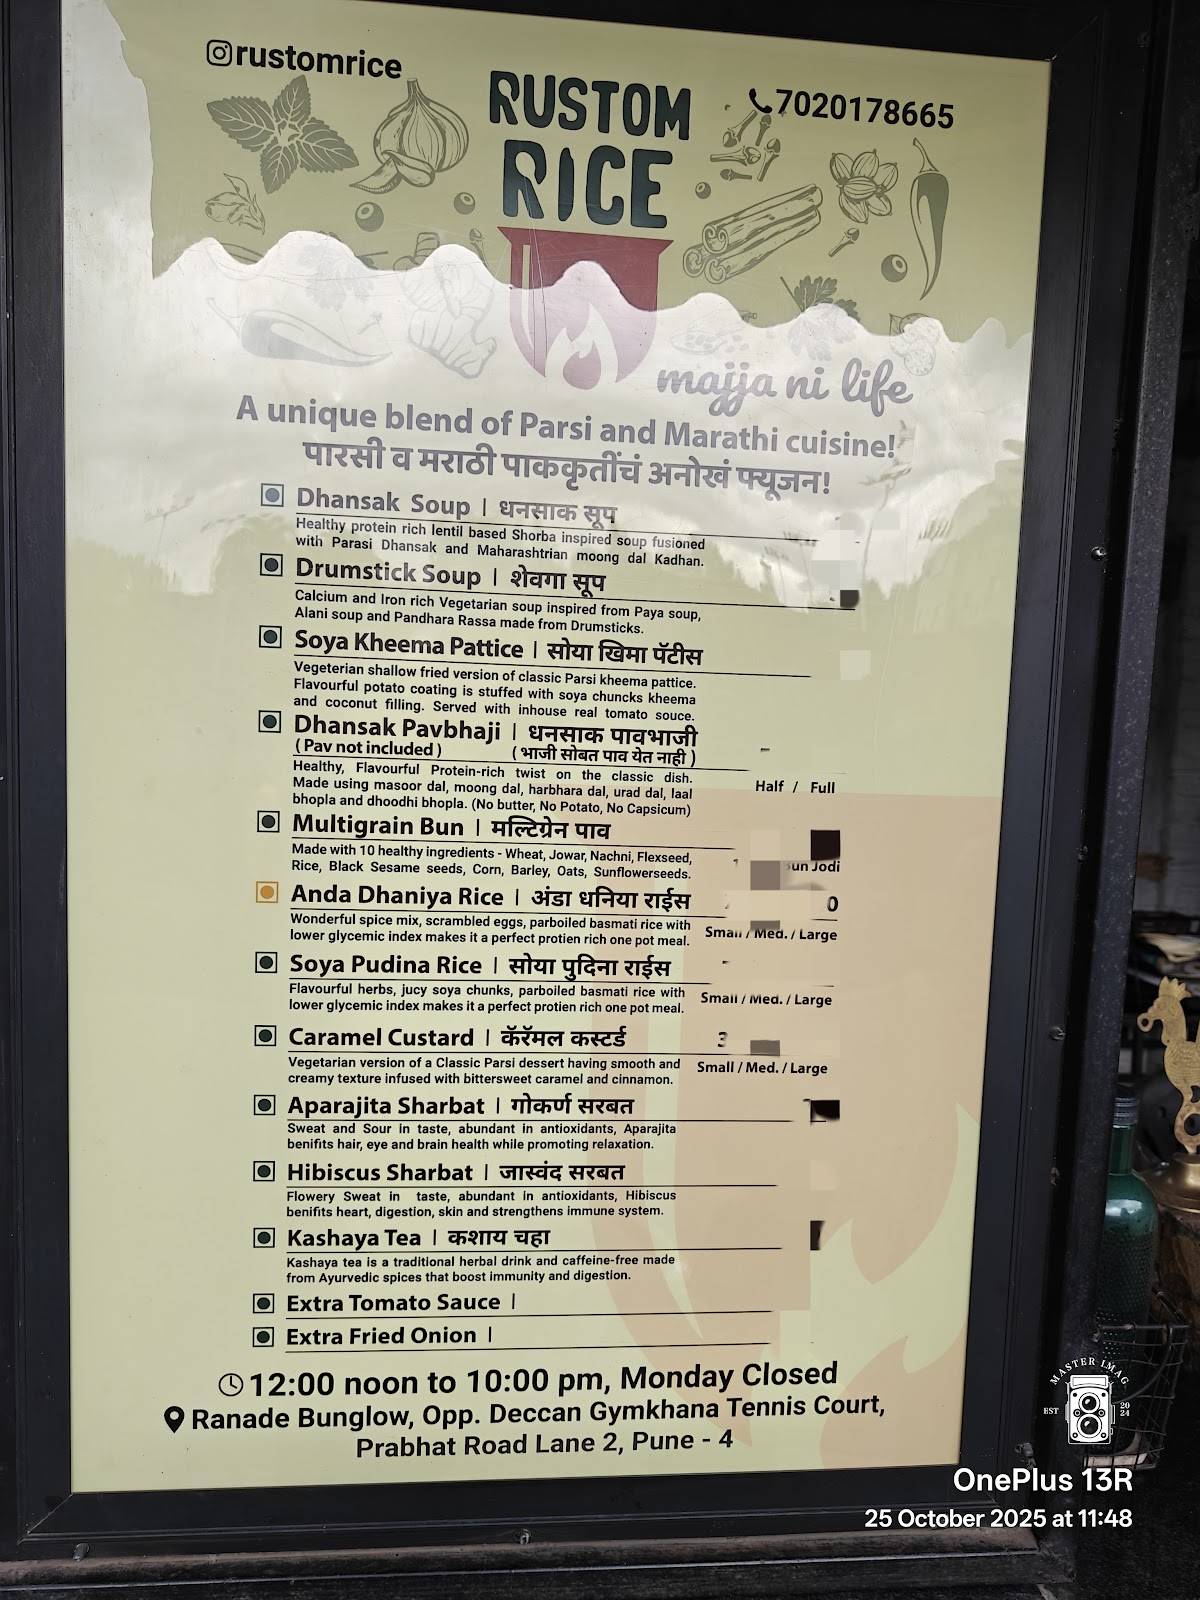 rustomrice
RUSTOM
RICE
7020178665
majja ni life
A unique blend of Parsi and Marathi cuisine!
पारसी व मराठी पाककृतींचं अनोखं फ्यूजन!
Dhansak Soup | धनसाक सूप
Healthy protein rich lentil based Shorba inspired soup fusioned
with Parasi Dhansak and Maharashtrian moong dal Kadhan.
Drumstick Soup | शेवगा सूप
Calcium and Iron rich Vegetarian soup inspired from Paya soup,
Alani soup and Pandhara Rassa made from Drumsticks.
Soya Kheema Pattice | सोया खिमा पॅटीस
Vegeterian shallow fried version of classic Parsi kheema pattice.
Flavourful potato coating is stuffed with soya chuncks kheema
and coconut filling. Served with inhouse real tomato souce.
Dhansak Pavbhaji | धनसाक पावभाजी
( Pav not included ) ( भाजी सोबत पाव येत नाही )
Healthy, Flavourful Protein-rich twist on the classic dish.
Made using masoor dal, moong dal, harbhara dal, urad dal, laal
bhopla and dhoodhi bhopla. (No butter, No Potato, No Capsicum)
Half / Full
Multigrain Bun | मल्टिग्रेन पाव
Made with 10 healthy ingredients - Wheat, Jowar, Nachni, Flexseed,
Rice, Black Sesame seeds, Corn, Barley, Oats, Sunflowerseeds.
Jodi
Anda Dhaniya Rice | अंडा धनिया राईस
Wonderful spice mix, scrambled eggs, parboiled basmati rice with
lower glycemic index makes it a perfect protien rich one pot meal.
Small / Med. / Large
Soya Pudina Rice | सोया पुदिना राईस
Flavourful herbs, jucy soya chunks, parboiled basmati rice with
lower glycemic index makes it a perfect protien rich one pot meal.
Small / Med. / Large
Caramel Custard | कॅरॅमल कस्टर्ड
Vegetarian version of a Classic Parsi dessert having smooth and
creamy texture infused with bittersweet caramel and cinnamon.
Small / Med. / Large
Aparajita Sharbat | गोकर्ण सरबत
Sweat and Sour in taste, abundant in antioxidants, Aparajita
benifits hair, eye and brain health while promoting relaxation.
Hibiscus Sharbat | जास्वंद सरबत
Flowery Sweat in taste, abundant in antioxidants, Hibiscus
benifits heart, digestion, skin and strengthens immune system.
Kashaya Tea | कशाय चहा
Kashaya tea is a traditional herbal drink and caffeine-free made
from Ayurvedic spices that boost immunity and digestion.
Extra Tomato Sauce |
Extra Fried Onion |
12:00 noon to 10:00 pm, Monday Closed
Ranade Bunglow, Opp. Deccan Gymkhana Tennis Court,
Prabhat Road Lane 2, Pune - 4
MASTER IMAG
EST 2024
OnePlus 13R
25 October 2025 at 11:48